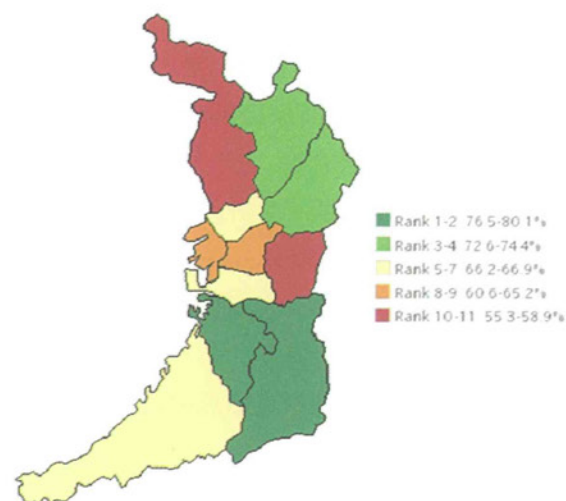 Rank 1-2 76 5-80 1%
Rank 3-4 72 6-74 4%
Rank 5-7 66 2-66.9%
Rank 8-9 60 6-65.2%
Rank 10-11 55 3-58.9%